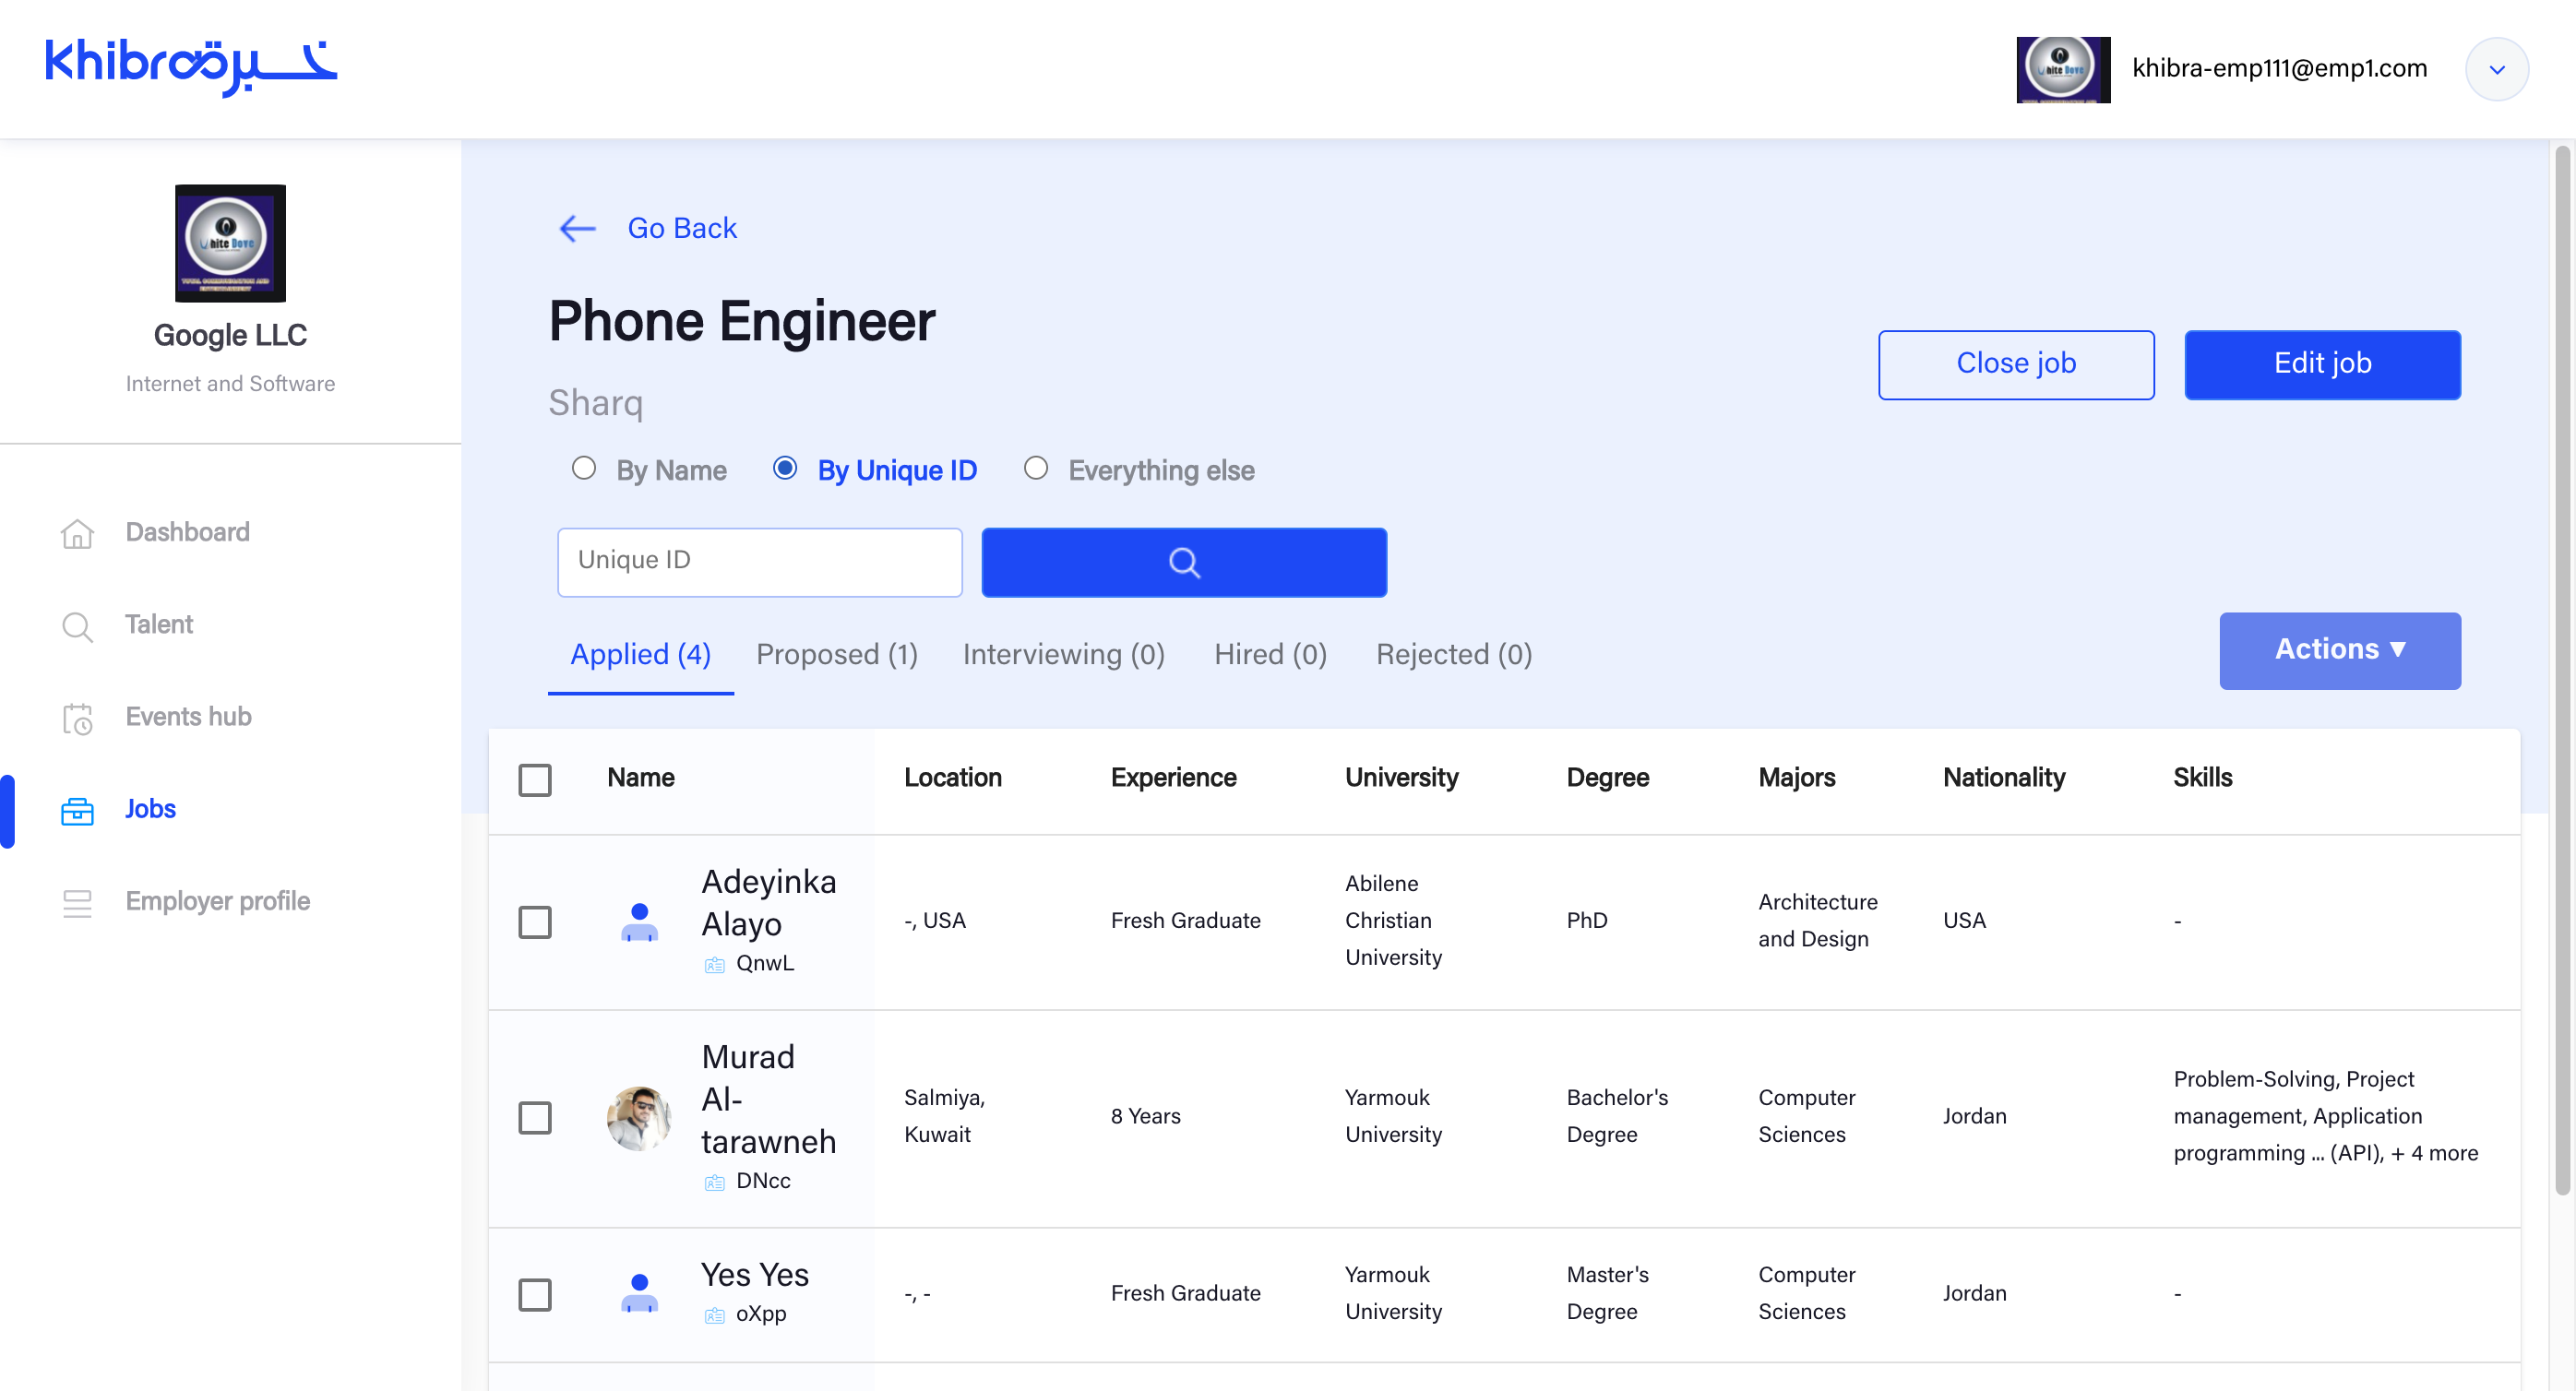 khibra خبرة
khibra-emp111@emp1.com
Google LLC
Internet and Software
Dashboard
Talent
Events hub
Jobs
Employer profile
Go Back
Phone Engineer
Close job
Edit job
Sharq
By Name
By Unique ID
Everything else
Unique ID
Applied (4)
Proposed (1)
Interviewing (0)
Hired (0)
Rejected (0)
Actions ▼
Name
Location
Experience
University
Degree
Majors
Nationality
Skills
Adeyinka
Alayo
QnwL
-, USA
Fresh Graduate
Abilene
Christian
University
PhD
Architecture
and Design
USA
-
Murad
Al-
tarawneh
DNcc
Salmiya,
Kuwait
8 Years
Yarmouk
University
Bachelor's
Degree
Computer
Sciences
Jordan
Problem-Solving, Project
management, Application
programming ... (API), + 4 more
Yes Yes
oXpp
-, -
Fresh Graduate
Yarmouk
University
Master's
Degree
Computer
Sciences
Jordan
-